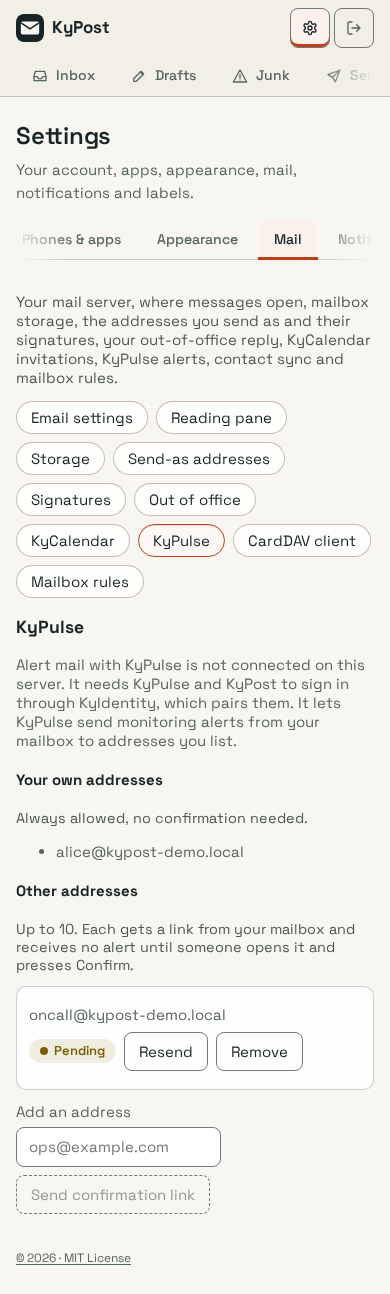 KyPost
Inbox
Drafts
Junk
Settings
Your account, apps, appearance, mail,
notifications and labels.
Phones & apps
Appearance
Mail
Your mail server, where messages open, mailbox
storage, the addresses you send as and their
signatures, your out-of-office reply, KyCalendar
invitations, KyPulse alerts, contact sync and
mailbox rules.
Email settings
Reading pane
Storage
Send-as addresses
Signatures
Out of office
KyCalendar
KyPulse
CardDAV client
Mailbox rules
KyPulse
Alert mail with KyPulse is not connected on this
server. It needs KyPulse and KyPost to sign in
through KyIdentity, which pairs them. It lets
KyPulse send monitoring alerts from your
mailbox to addresses you list.
Your own addresses
Always allowed, no confirmation needed.
• alice@kypost-demo.local
Other addresses
Up to 10. Each gets a link from your mailbox and
receives no alert until someone opens it and
presses Confirm.
oncall@kypost-demo.local
Pending
Resend
Remove
Add an address
ops@example.com
Send confirmation link
© 2026 · MIT License